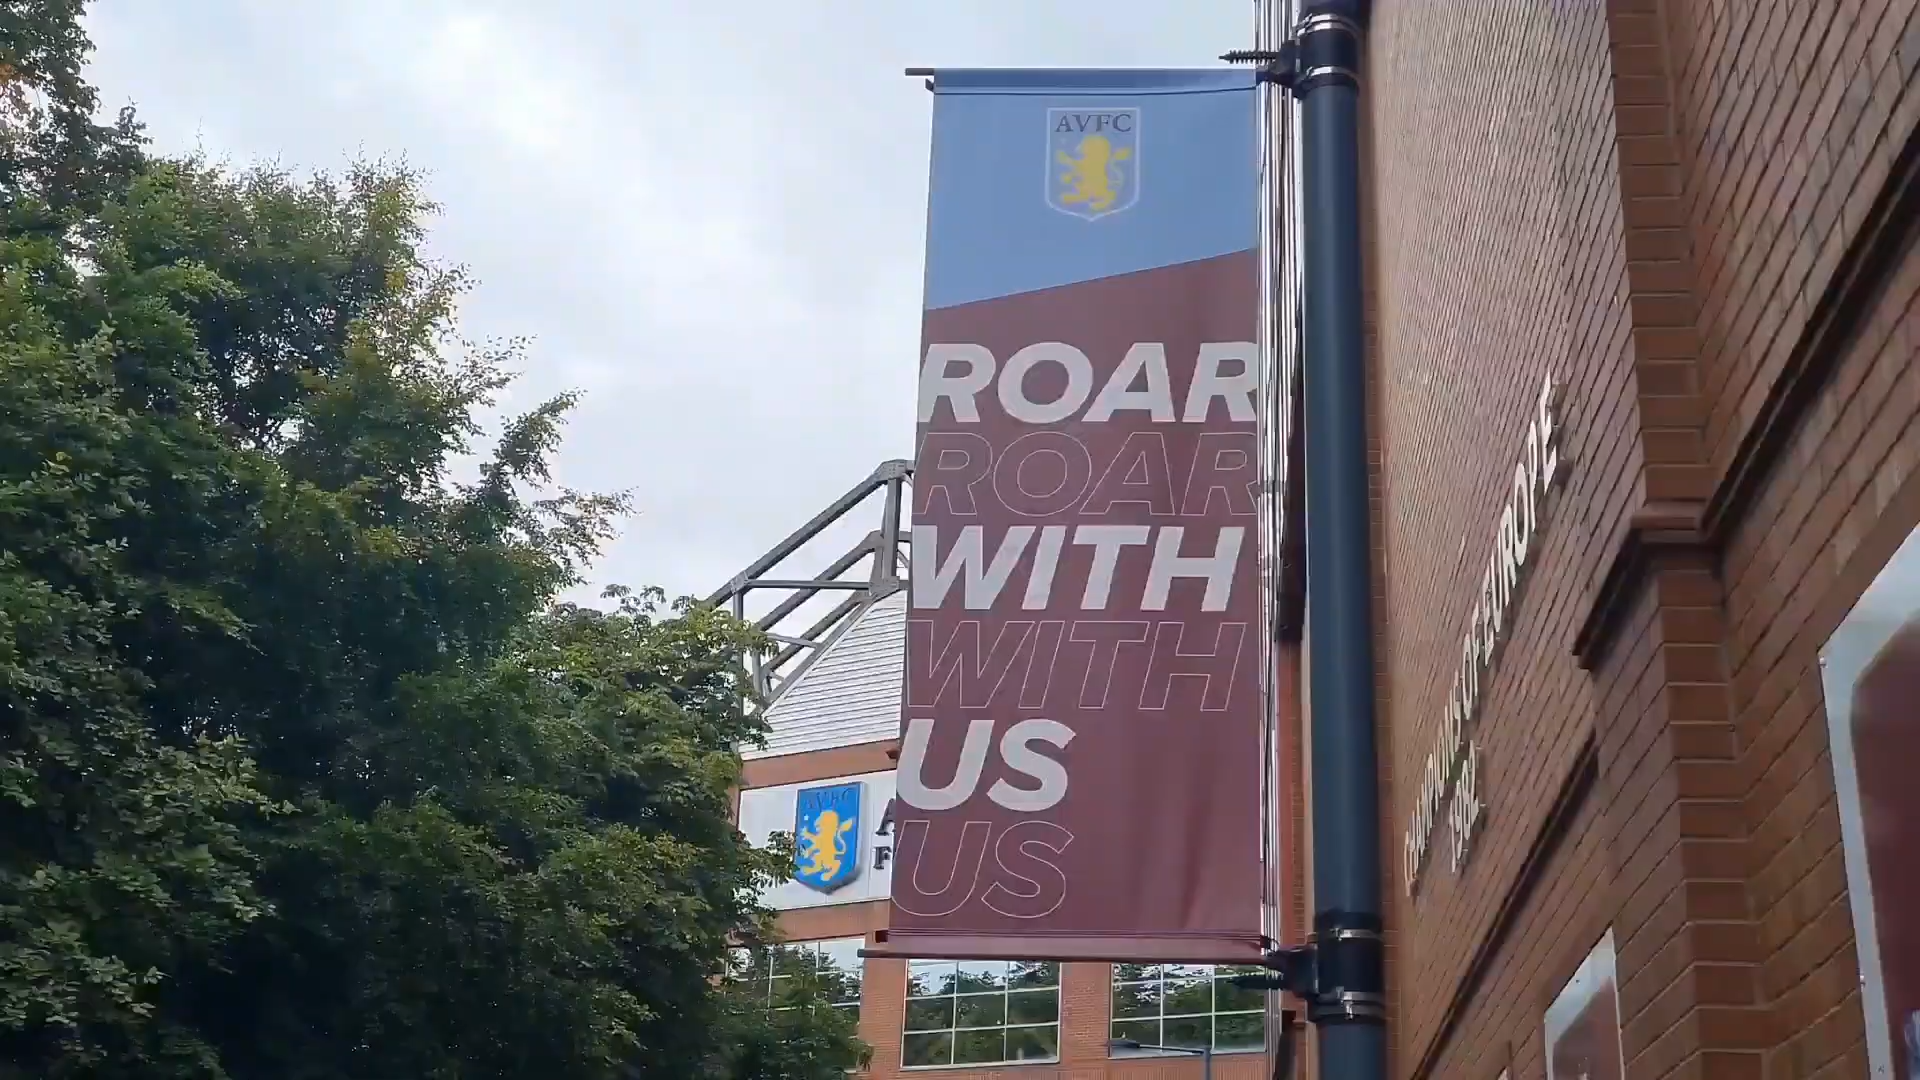 AVFC
ROAR
ROAR
WITH
WITH
US
US
AVFC
A
F
CHAMPIONS OF EUROPE
1982